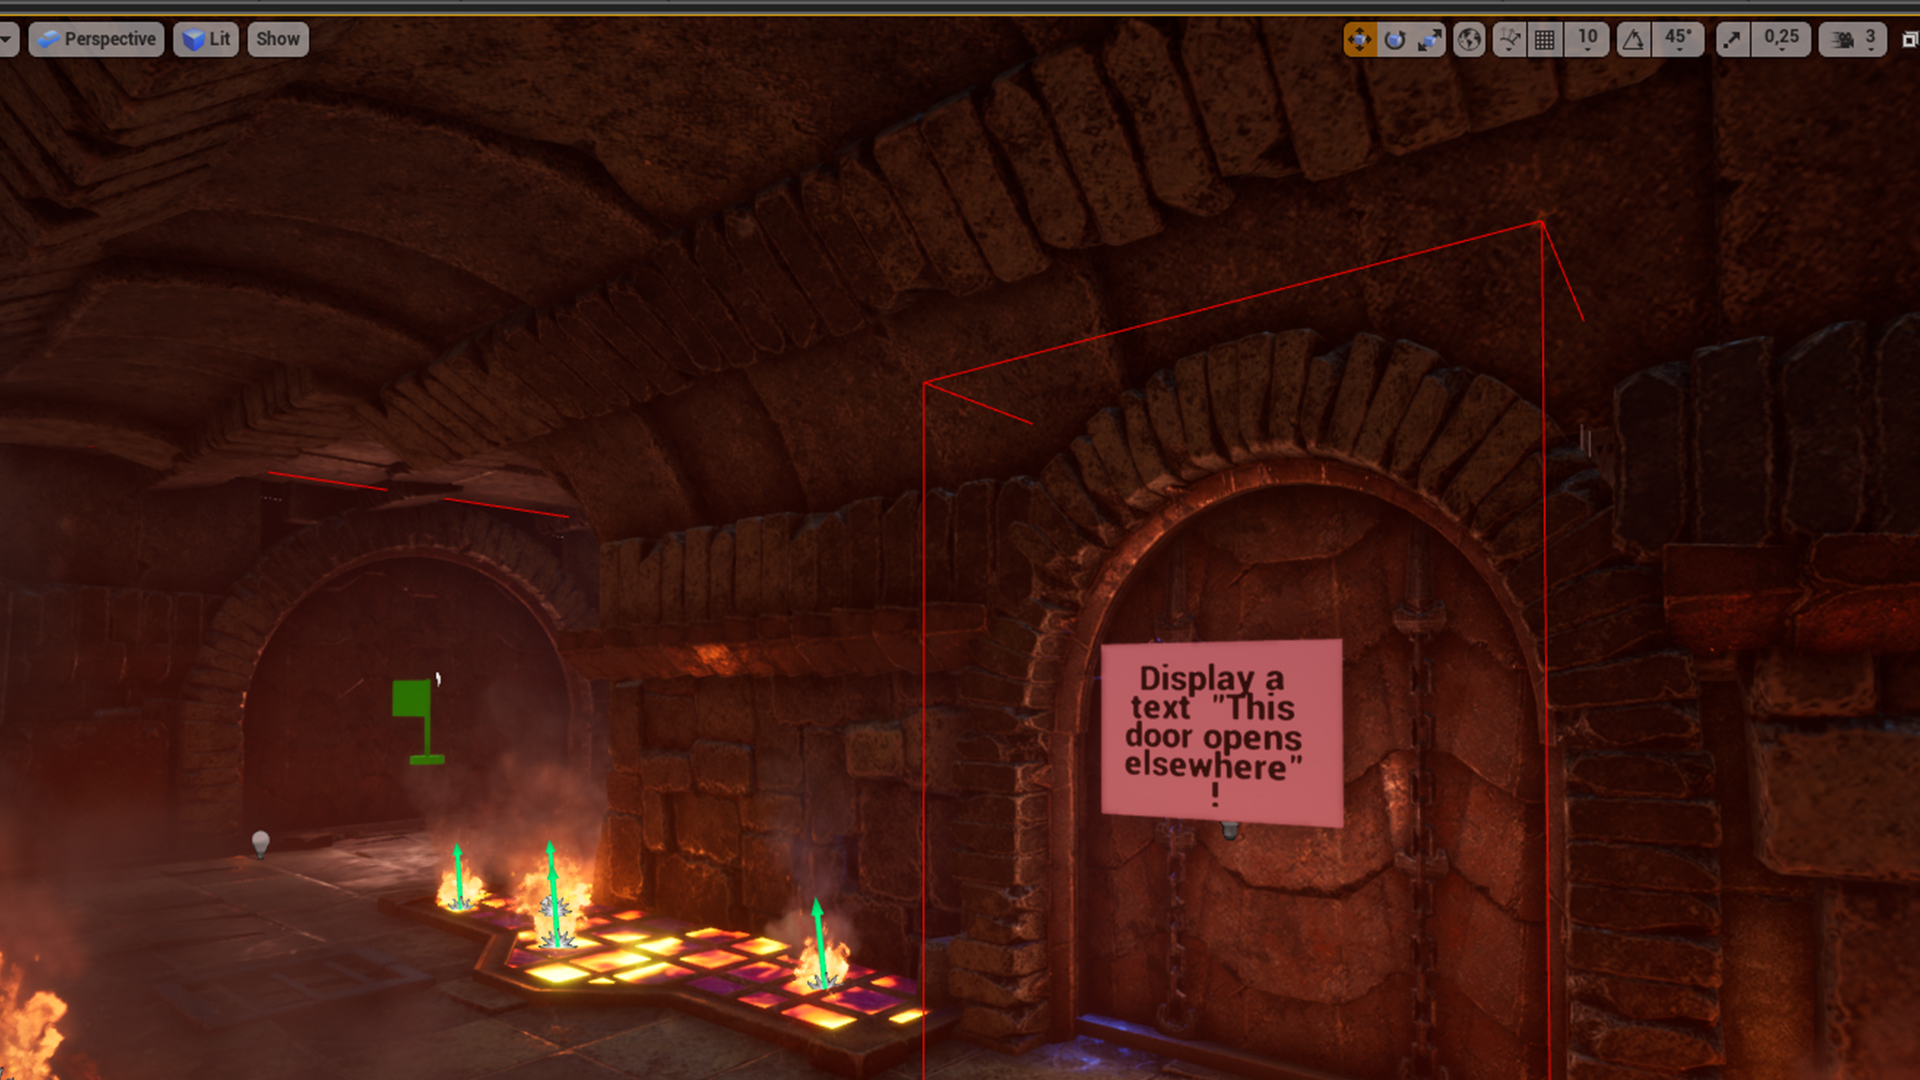 Perspective Lit Show 10 45° 0,25 3
Display a
text "This
door opens
elsewhere"
!